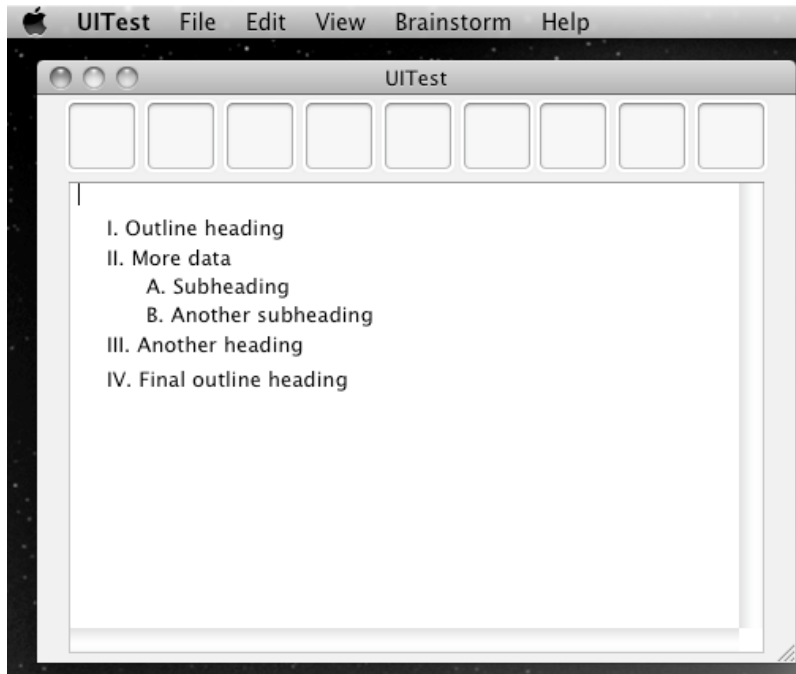 UITest File Edit View Brainstorm Help
UITest
I. Outline heading
II. More data
A. Subheading
B. Another subheading
III. Another heading
IV. Final outline heading